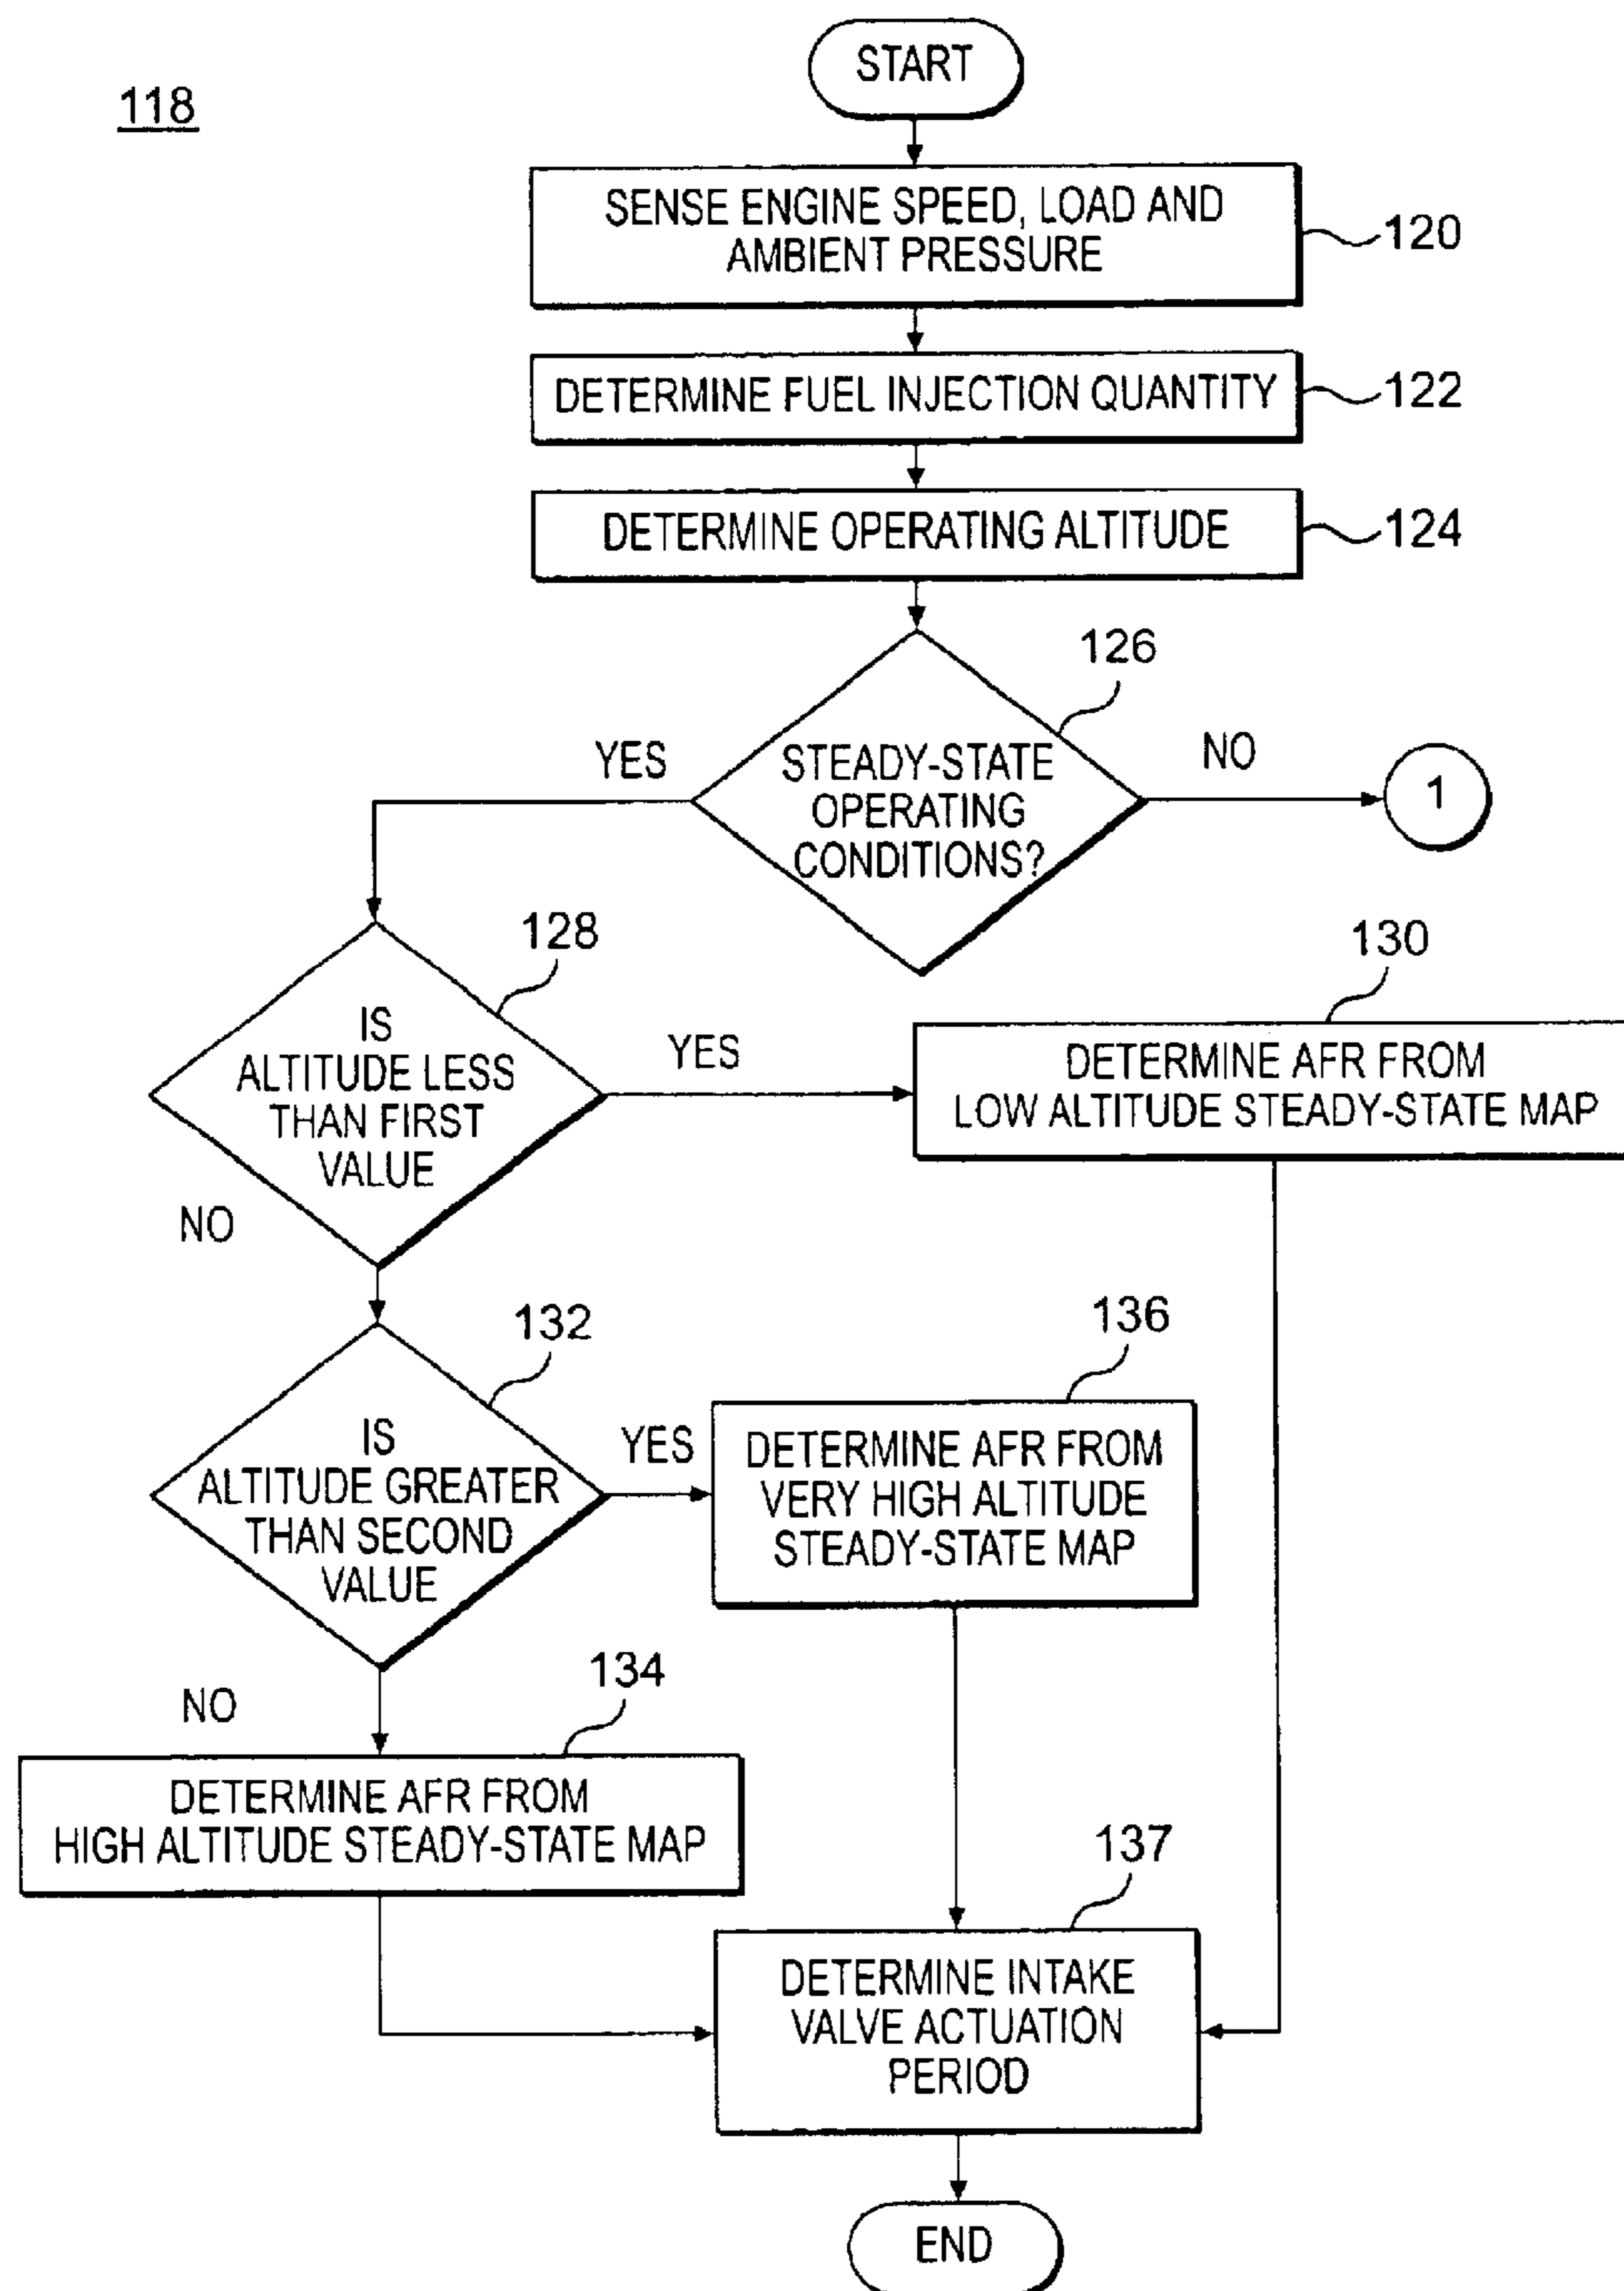 START
118
SENSE ENGINE SPEED, LOAD AND
AMBIENT PRESSURE
120
DETERMINE FUEL INJECTION QUANTITY
122
DETERMINE OPERATING ALTITUDE
124
126
STEADY-STATE
OPERATING
CONDITIONS?
YES
NO
1
128
IS
ALTITUDE LESS
THAN FIRST
VALUE
YES
NO
130
DETERMINE AFR FROM
LOW ALTITUDE STEADY-STATE MAP
132
IS
ALTITUDE GREATER
THAN SECOND
VALUE
YES
NO
136
DETERMINE AFR FROM
VERY HIGH ALTITUDE
STEADY-STATE MAP
134
DETERMINE AFR FROM
HIGH ALTITUDE STEADY-STATE MAP
137
DETERMINE INTAKE
VALVE ACTUATION
PERIOD
END